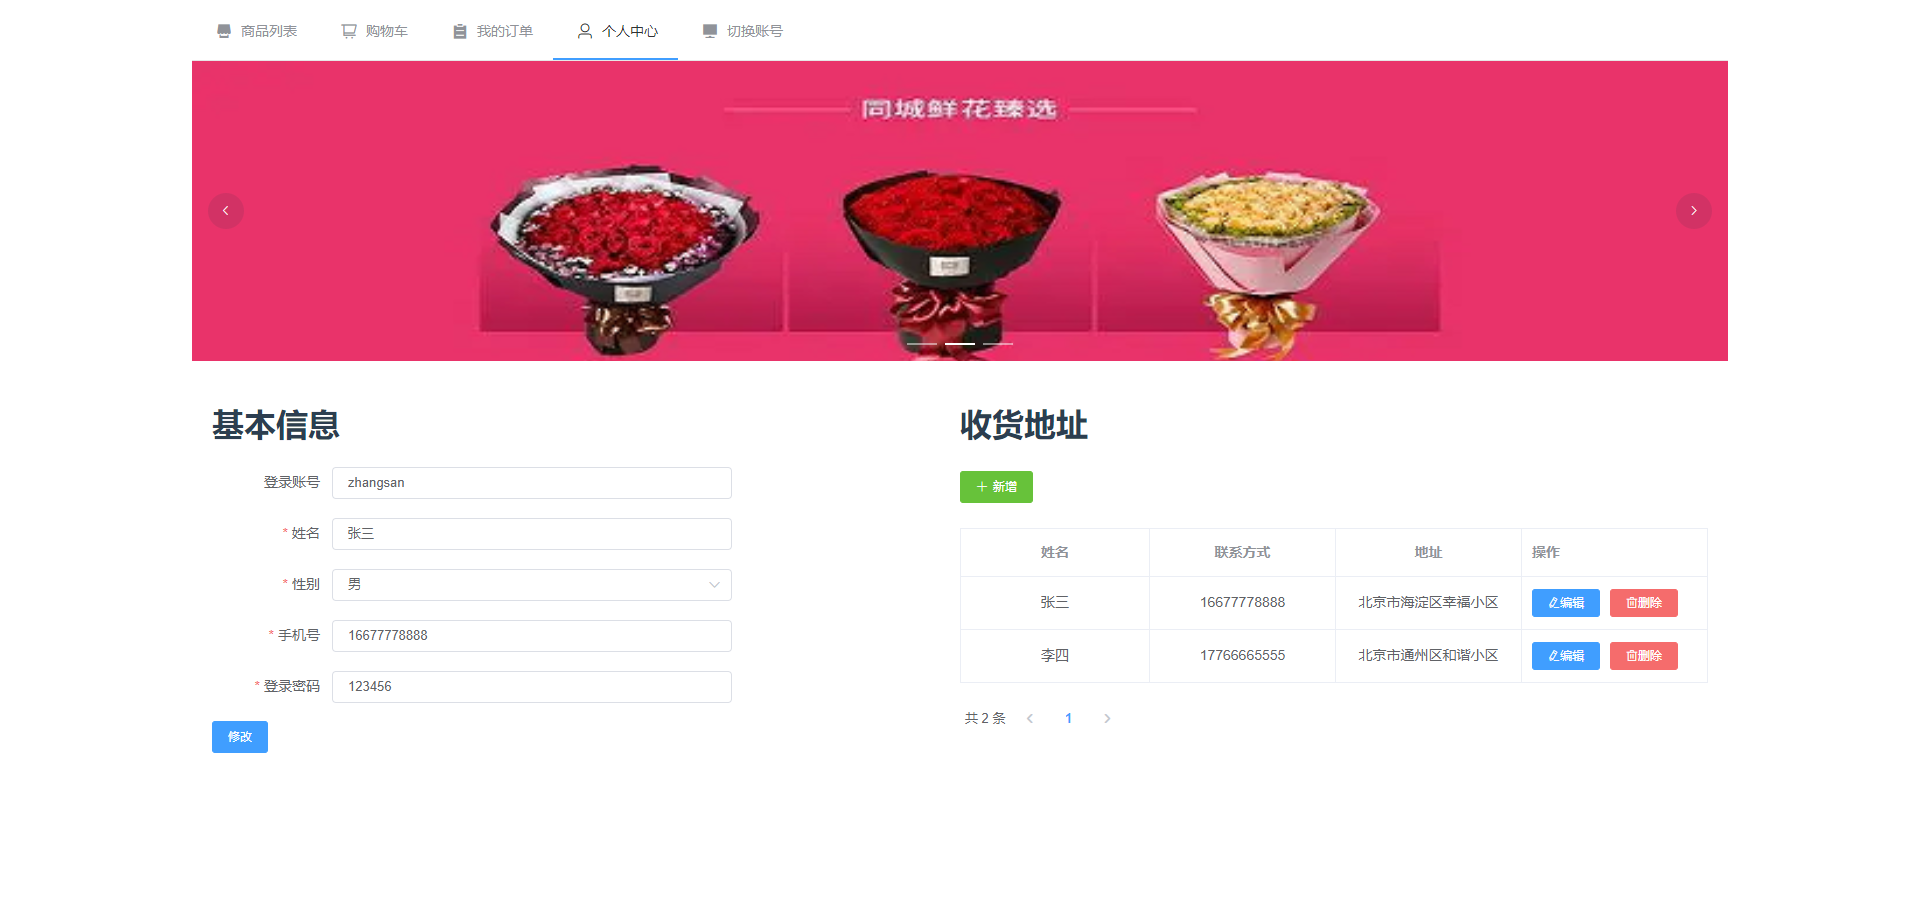 商品列表 购物车 我的订单 个人中心 切换账号
同城鲜花臻选
基本信息
登录账号 zhangsan
* 姓名 张三
* 性别 男
* 手机号 16677778888
* 登录密码 123456
修改
收货地址
新增
姓名 联系方式 地址 操作
张三 16677778888 北京市海淀区幸福小区 编辑 删除
李四 17766665555 北京市通州区和谐小区 编辑 删除
共 2 条 1